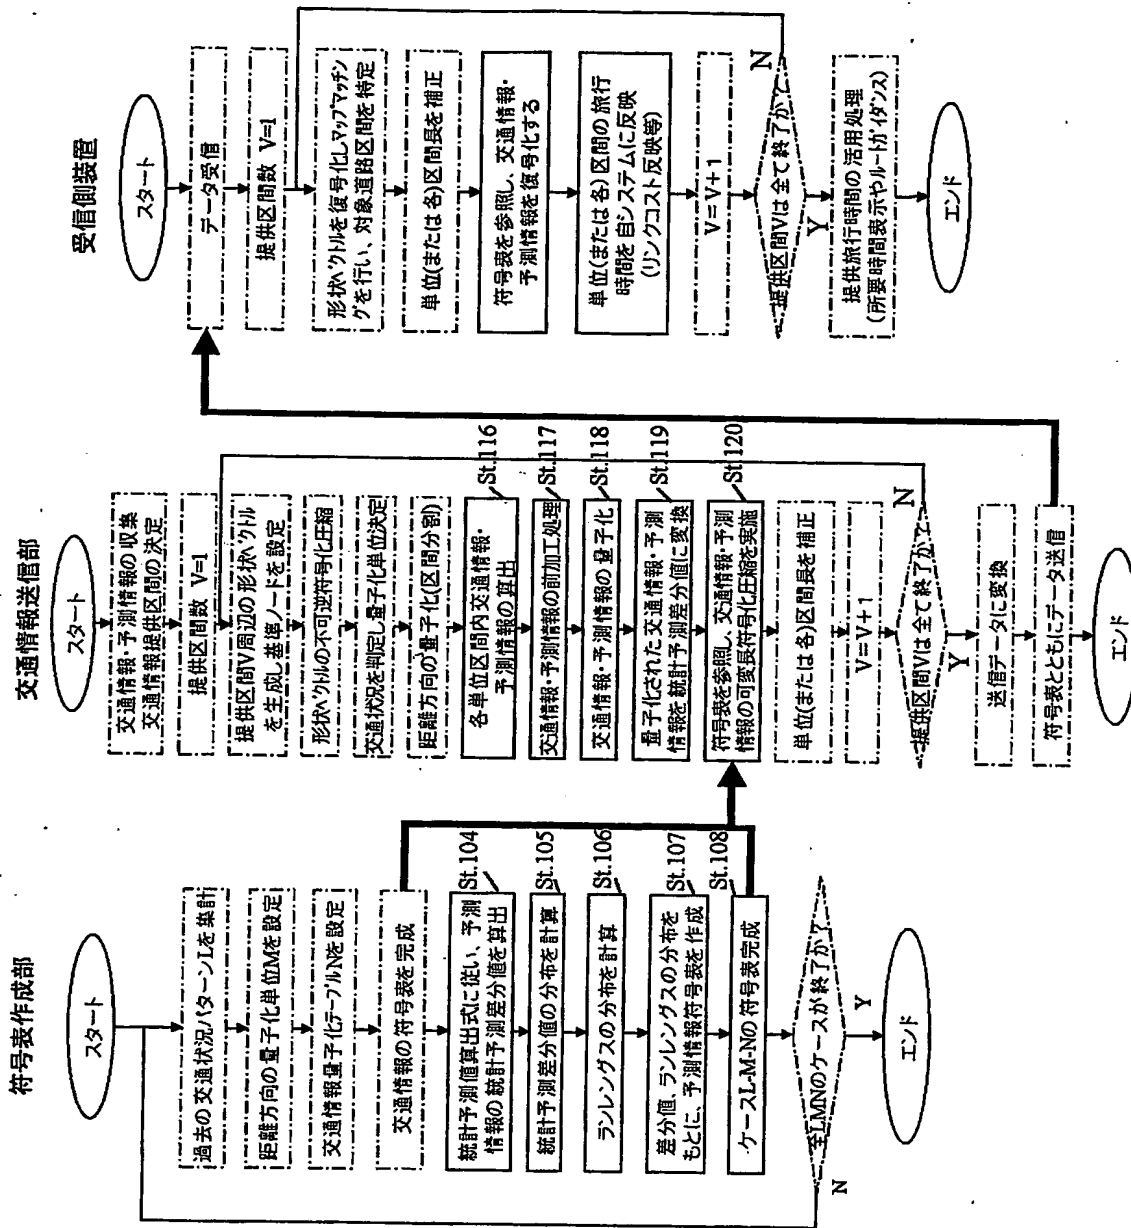 符号表作成部
スタート
過去の交通状況パターンLを集計
距離方向の量子化単位Mを設定
交通情報量子化テーブルNを設定
交通情報の符号表を完成
統計予測値算出式に従い、予測
情報の統計予測差分値を算出
St.104
統計予測差分値の分布を計算
St.105
ランレングスの分布を計算
St.106
差分値、ランレングスの分布を
もとに、予測情報符号表を作成
St.107
ケースL-M-Nの符号表完成
St.108
全LMNのケースが終了か?
N
Y
エンド
交通情報送信部
スタート
交通情報・予測情報の収集
交通情報提供区間の決定
提供区間数 V=1
提供区間V周辺の形状ベクトル
を生成し基準ノードを設定
形状ベクトルの不可逆符号化圧縮
交通状況を判定し量子化単位決定
距離方向の量子化(区間分割)
各単位区間内交通情報・
予測情報の算出
St.116
交通情報・予測情報の前加工処理
St.117
交通情報・予測情報の量子化
St.118
量子化された交通情報・予測
情報を統計予測差分値に変換
St.119
符号表を参照し、交通情報・予測
情報の可変長符号化圧縮を実施
St.120
単位(または各)区間長を補正
V=V+1
提供区間Vは全て終了か?
N
Y
送信データに変換
符号表とともにデータ送信
エンド
受信側装置
スタート
データ受信
提供区間数 V=1
形状ベクトルを復号化しマップマッチン
グを行い、対象道路区間を特定
単位(または各)区間長を補正
符号表を参照し、交通情報・
予測情報を復号化する
単位(または各)区間の旅行
時間を自システムに反映
(リンクコスト反映等)
V=V+1
提供区間Vは全て終了か?
N
Y
提供旅行時間の活用処理
(所要時間表示やルートガイダンス)
エンド